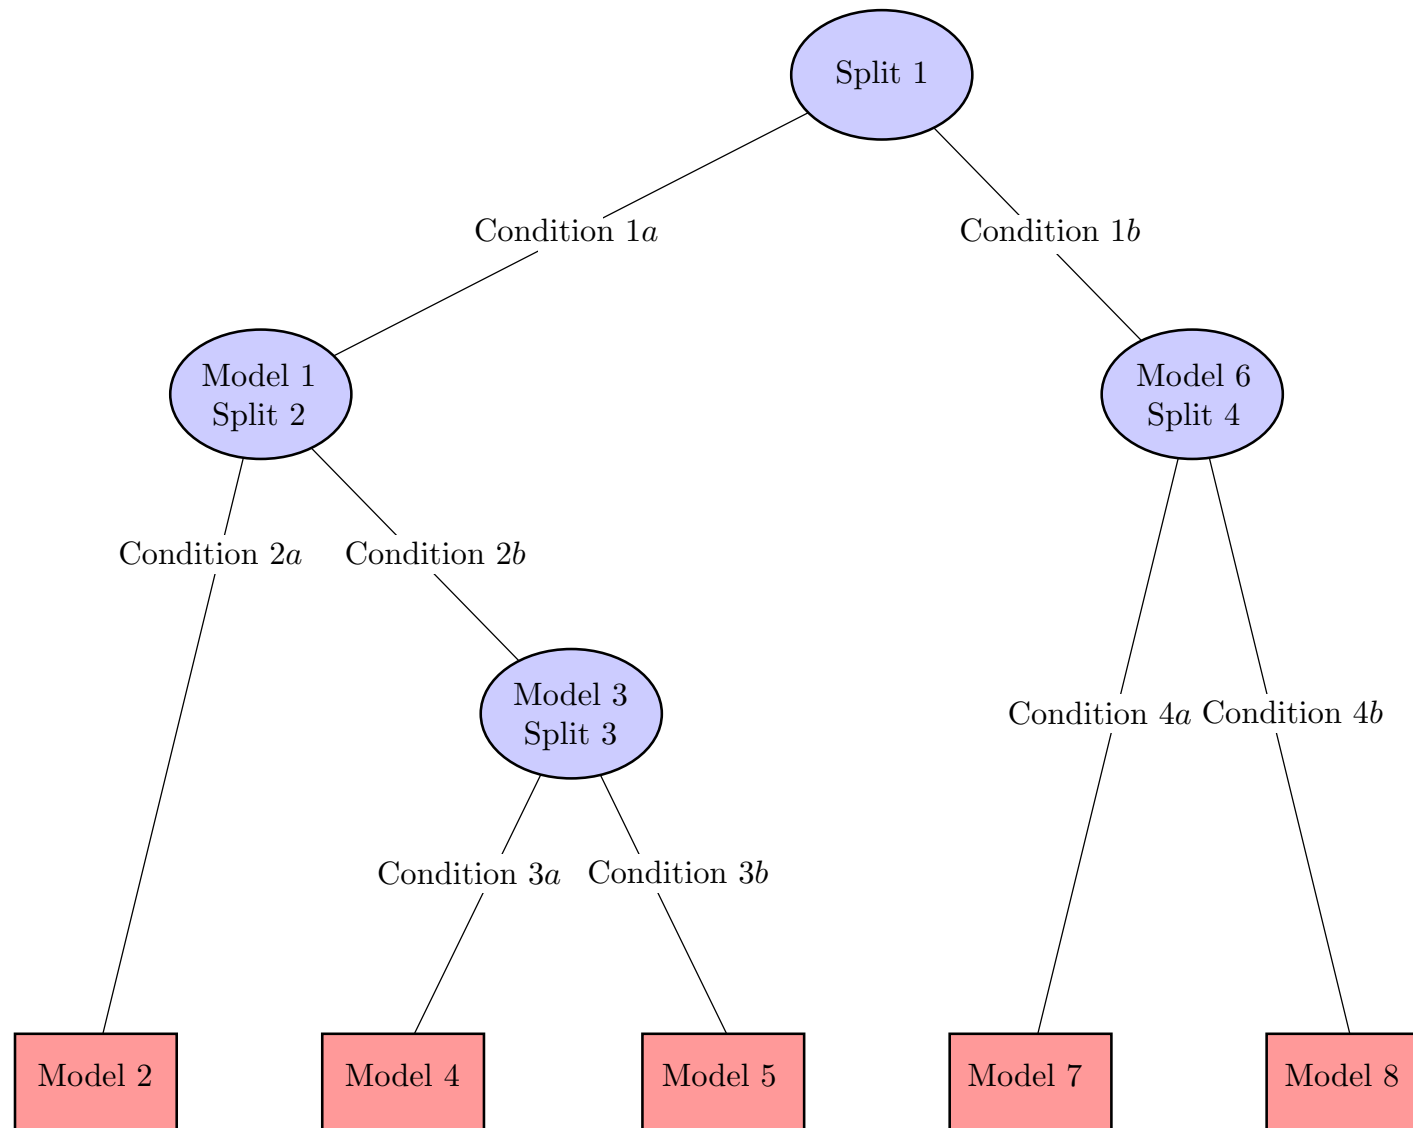 Split 1
Condition 1a
Condition 1b
Model 1
Split 2
Model 6
Split 4
Condition 2a
Condition 2b
Model 3
Split 3
Condition 4a
Condition 4b
Condition 3a
Condition 3b
Model 2
Model 4
Model 5
Model 7
Model 8